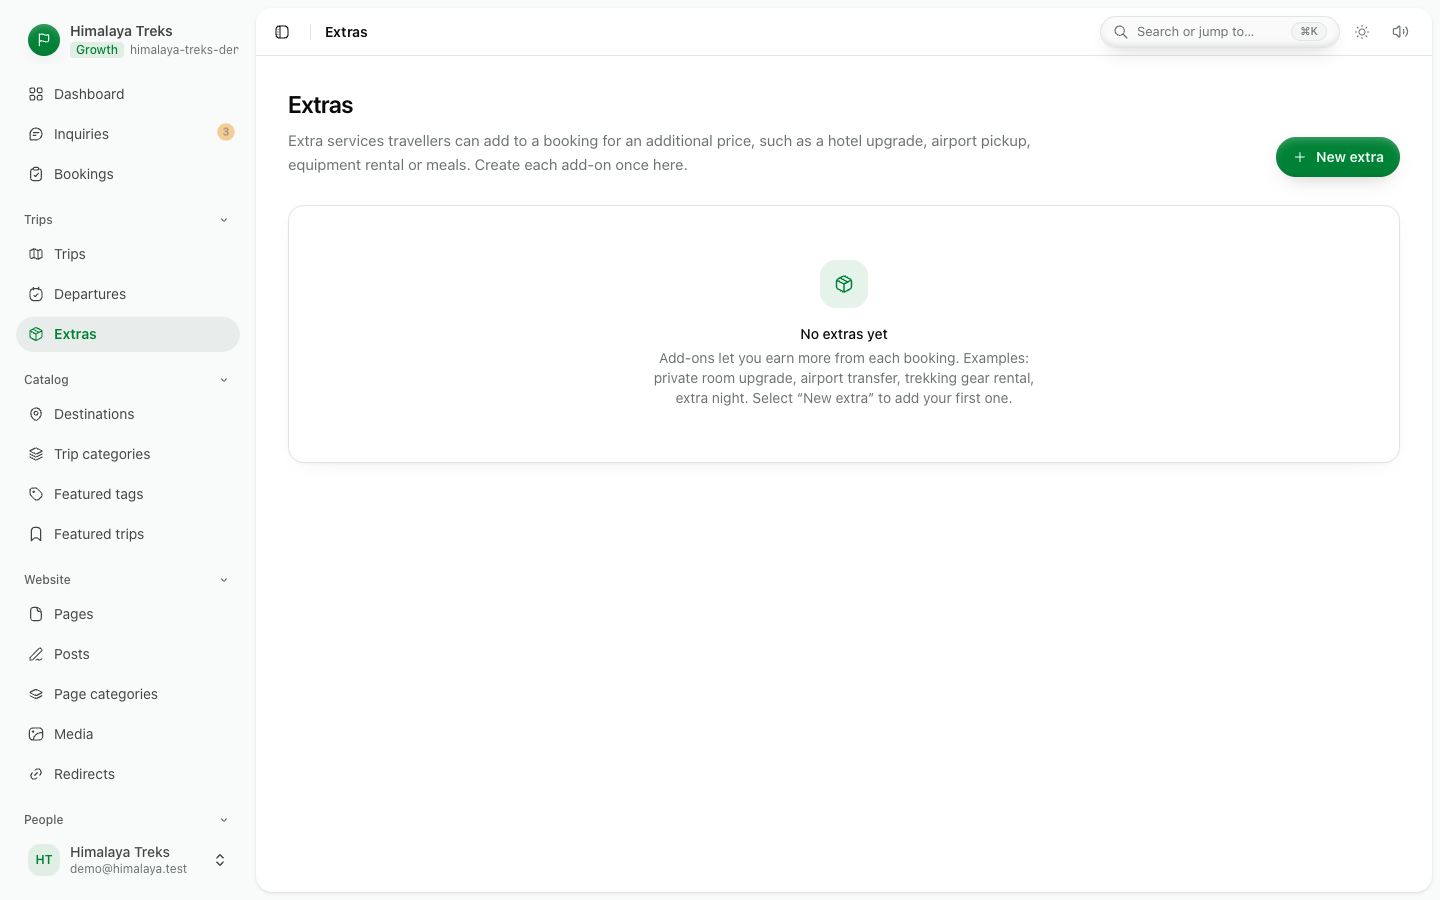 Himalaya Treks
Growth himalaya-treks-der
Dashboard
Inquiries 3
Bookings
Trips
Trips
Departures
Extras
Catalog
Destinations
Trip categories
Featured tags
Featured trips
Website
Pages
Posts
Page categories
Media
Redirects
People
HT
Himalaya Treks
demo@himalaya.test
Extras
Search or jump to... ⌘K
Extras
Extra services travellers can add to a booking for an additional price, such as a hotel upgrade, airport pickup,
equipment rental or meals. Create each add-on once here.
New extra
No extras yet
Add-ons let you earn more from each booking. Examples:
private room upgrade, airport transfer, trekking gear rental,
extra night. Select “New extra” to add your first one.